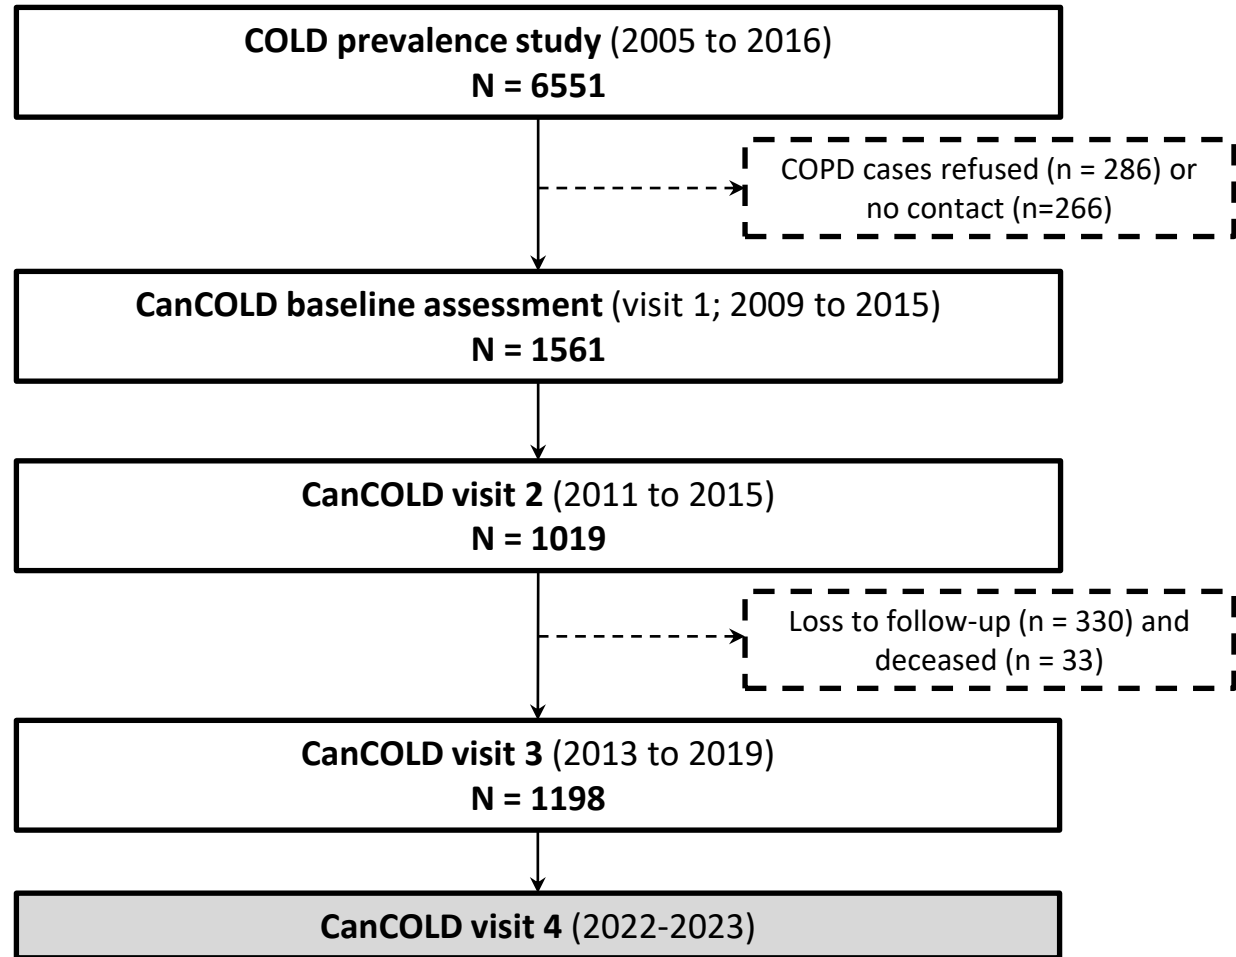 COLD prevalence study (2005 to 2016)
N = 6551
COPD cases refused (n = 286) or
no contact (n=266)
CanCOLD baseline assessment (visit 1; 2009 to 2015)
N = 1561
CanCOLD visit 2 (2011 to 2015)
N = 1019
Loss to follow-up (n = 330) and
deceased (n = 33)
CanCOLD visit 3 (2013 to 2019)
N = 1198
CanCOLD visit 4 (2022-2023)